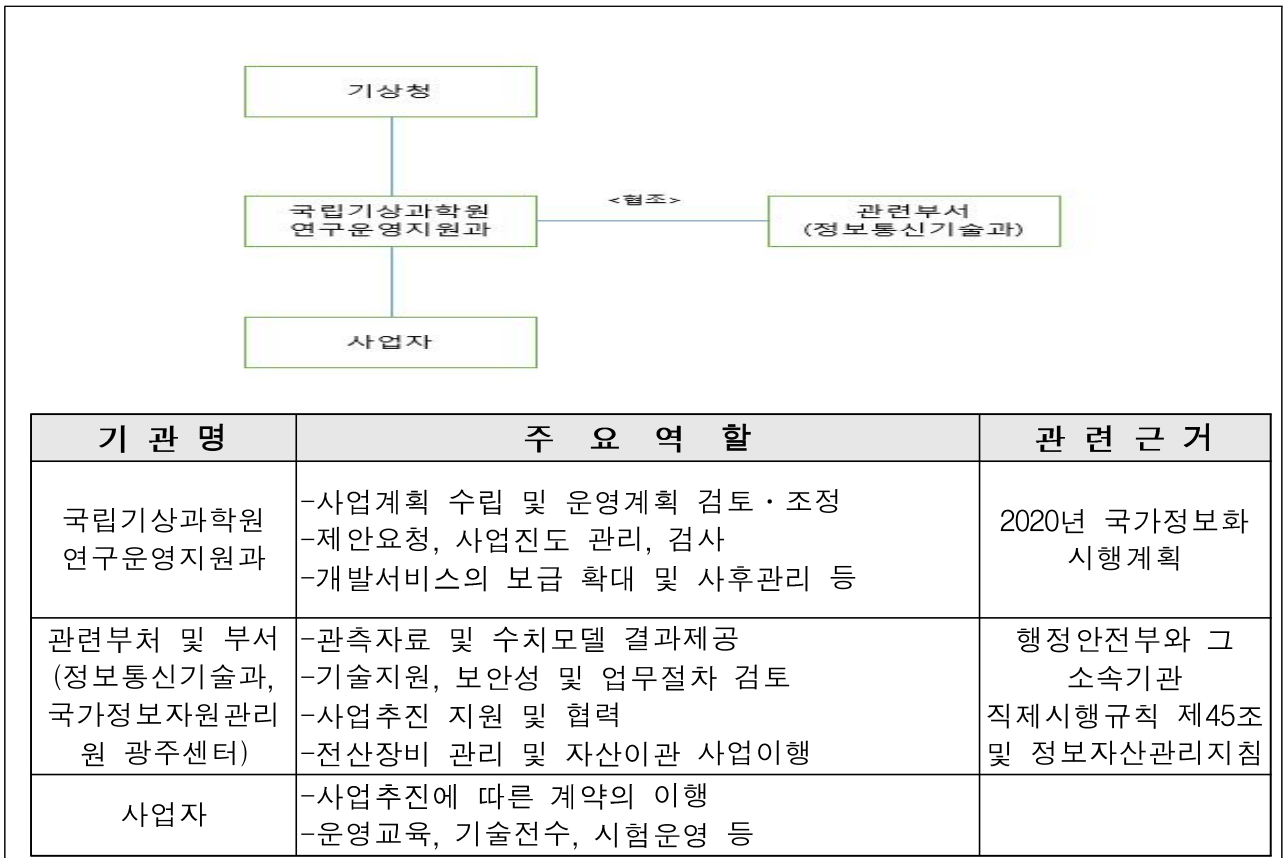 기상청
국립기상과학원
연구운영지원과
<협조>
관련부서
(정보통신기술과)
사업자
기 관 명
주 요 역 할
관 련 근 거
국립기상과학원
연구운영지원과
-사업계획 수립 및 운영계획 검토·조정
-제안요청, 사업진도 관리, 검사
-개발서비스의 보급 확대 및 사후관리 등
2020년 국가정보화
시행계획
관련부처 및 부서
(정보통신기술과,
국가정보자원관리
원 광주센터)
-관측자료 및 수치모델 결과제공
-기술지원, 보안성 및 업무절차 검토
-사업추진 지원 및 협력
-전산장비 관리 및 자산이관 사업이행
행정안전부와 그
소속기관
직제시행규칙 제45조
및 정보자산관리지침
사업자
-사업추진에 따른 계약의 이행
-운영교육, 기술전수, 시험운영 등